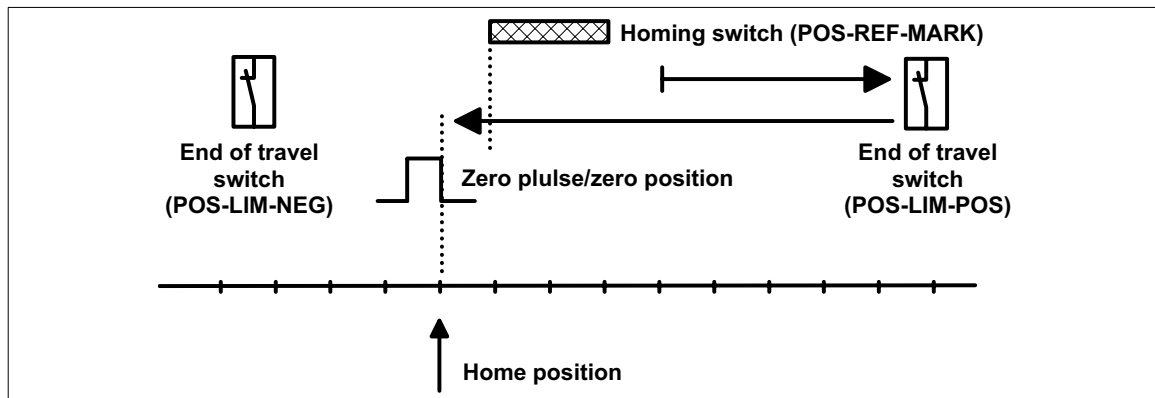 Homing switch (POS-REF-MARK)
End of travel
switch
(POS-LIM-NEG)
Zero plulse/zero position
End of travel
switch
(POS-LIM-POS)
Home position